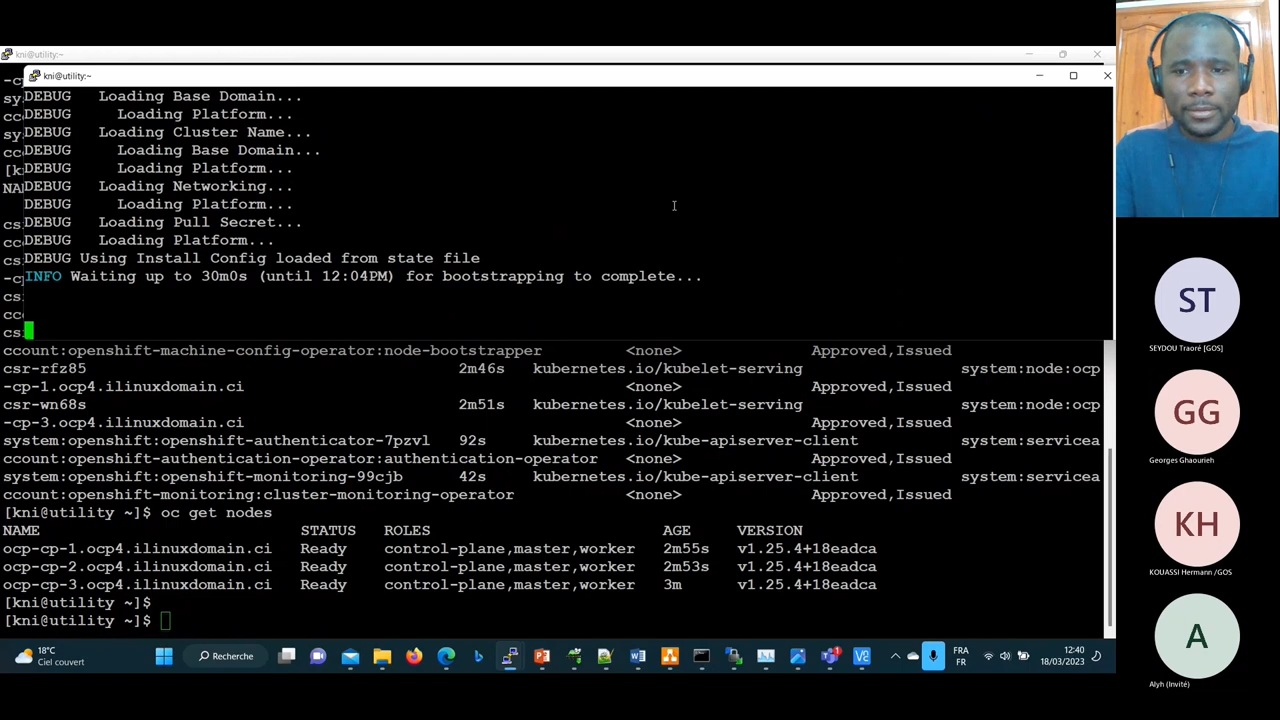 kni@utility:~
kni@utility:~
DEBUG Loading Base Domain...
DEBUG Loading Platform...
DEBUG Loading Cluster Name...
DEBUG Loading Base Domain...
DEBUG Loading Platform...
DEBUG Loading Networking...
DEBUG Loading Platform...
DEBUG Loading Pull Secret...
DEBUG Loading Platform...
DEBUG Using Install Config loaded from state file
INFO Waiting up to 30m0s (until 12:04PM) for bootstrapping to complete...
ccount:openshift-machine-config-operator:node-bootstrapper <none> Approved,Issued
csr-rfz85 2m46s kubernetes.io/kubelet-serving system:node:ocp
-cp-1.ocp4.ilinuxdomain.ci <none> Approved,Issued
csr-wn68s 2m51s kubernetes.io/kubelet-serving system:node:ocp
-cp-3.ocp4.ilinuxdomain.ci <none> Approved,Issued
system:openshift:openshift-authenticator-7pzvl 92s kubernetes.io/kube-apiserver-client system:servicea
ccount:openshift-authentication-operator:authentication-operator <none> Approved,Issued
system:openshift:openshift-monitoring-99cjb 42s kubernetes.io/kube-apiserver-client system:servicea
ccount:openshift-monitoring:cluster-monitoring-operator <none> Approved,Issued
[kni@utility ~]$ oc get nodes
NAME STATUS ROLES AGE VERSION
ocp-cp-1.ocp4.ilinuxdomain.ci Ready control-plane,master,worker 2m55s v1.25.4+18eadca
ocp-cp-2.ocp4.ilinuxdomain.ci Ready control-plane,master,worker 2m53s v1.25.4+18eadca
ocp-cp-3.ocp4.ilinuxdomain.ci Ready control-plane,master,worker 3m v1.25.4+18eadca
[kni@utility ~]$
[kni@utility ~]$
18°C
Ciel couvert
Recherche
FRA
FR
12:40
18/03/2023
ST
SEYDOU Traoré [GOS]
GG
Georges Ghaourieh
KH
KOUASSI Hermann /GOS
A
Alyh (Invité)